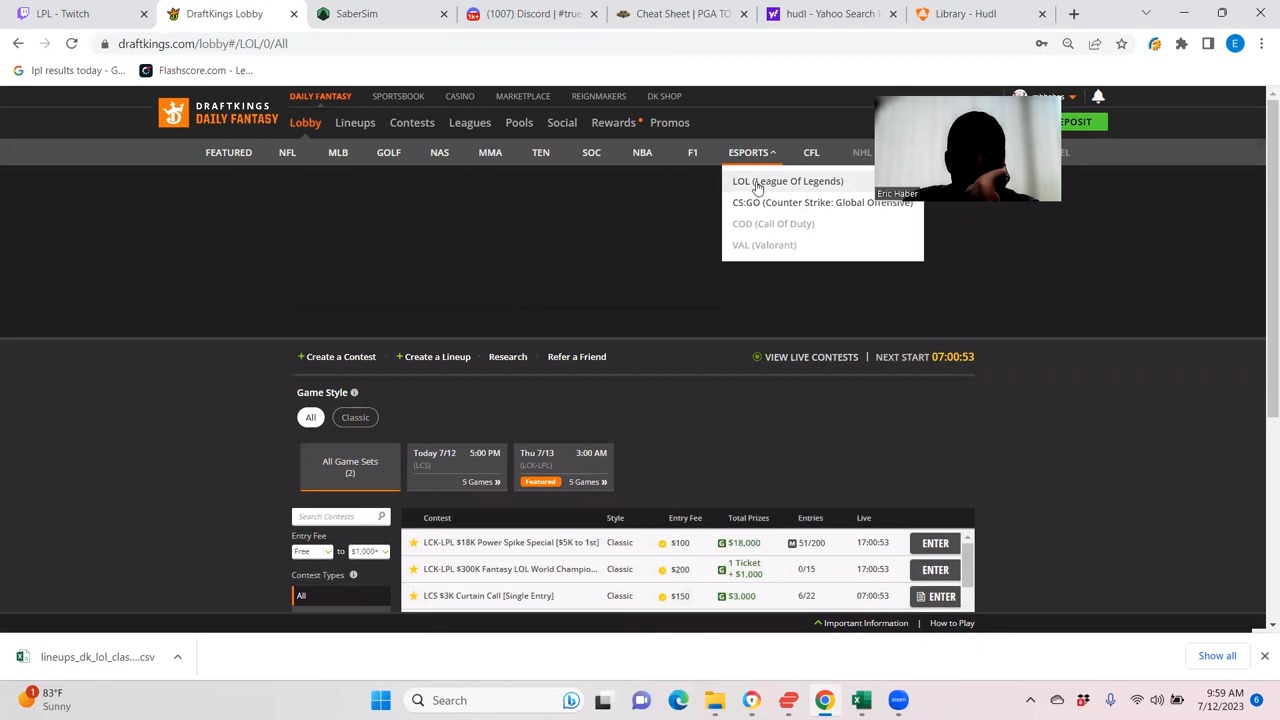 LPL - Twitch
DraftKings Lobby
SaberSim
(1007) Discord | #true
Cheat Sheet | PGA TO
hudl - Yahoo Search
Library - Hudl
draftkings.com/lobby#/LOL/0/All
E
Ipl results today - G...
Flashscore.com - Le...
DRAFTKINGS
DAILY FANTASY
DAILY FANTASY SPORTSBOOK CASINO MARKETPLACE REIGNMAKERS DK SHOP
Lobby Lineups Contests Leagues Pools Social Rewards Promos
FEATURED NFL MLB GOLF NAS MMA TEN SOC NBA F1 ESPORTS CFL NHL
LOL (League Of Legends)
CS:GO (Counter Strike: Global Offensive)
COD (Call Of Duty)
VAL (Valorant)
Eric Haber
+ Create a Contest + Create a Lineup Research Refer a Friend
VIEW LIVE CONTESTS | NEXT START 07:00:53
Game Style
All Classic
All Game Sets
(2)
Today 7/12 5:00 PM
(LCS)
5 Games »
Thu 7/13 3:00 AM
(LCK-LPL)
Featured 5 Games »
Search Contests
Entry Fee
Free to $1,000+
Contest Types
All
Contest Style Entry Fee Total Prizes Entries Live
LCK-LPL $18K Power Spike Special [$5K to 1st] Classic $100 G $18,000 M 51/200 17:00:53 ENTER
LCK-LPL $300K Fantasy LOL World Champio... Classic $200 G 1 Ticket + $1,000 0/15 17:00:53 ENTER
LCS $3K Curtain Call [Single Entry] Classic $150 G $3,000 6/22 07:00:53 ENTER
Important Information | How to Play
lineups_dk_lol_clas....csv
Show all
1
83°F
Sunny
Search
zoom
9:59 AM
7/12/2023
6